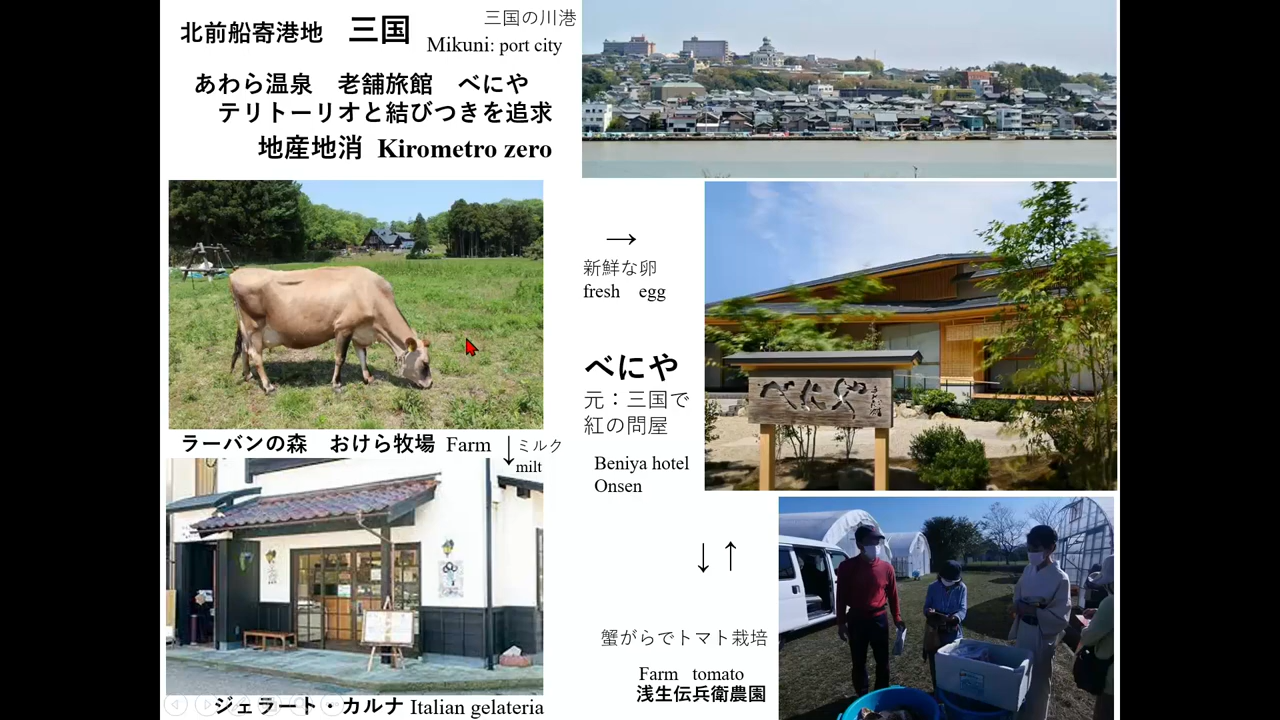 北前船寄港地　三国
三国の川港
Mikuni: port city
あわら温泉　老舗旅館　べにや
テリトーリオと結びつきを追求
地産地消 Kirometro zero
→
新鮮な卵
fresh egg
べにや
元：三国で
紅の問屋
Beniya hotel
Onsen
べにや
ラーバンの森　おけら牧場 Farm
↓ミルク
milt
↓↑
蟹がらでトマト栽培
Farm tomato
浅生伝兵衛農園
ジェラート・カルナ Italian gelateria